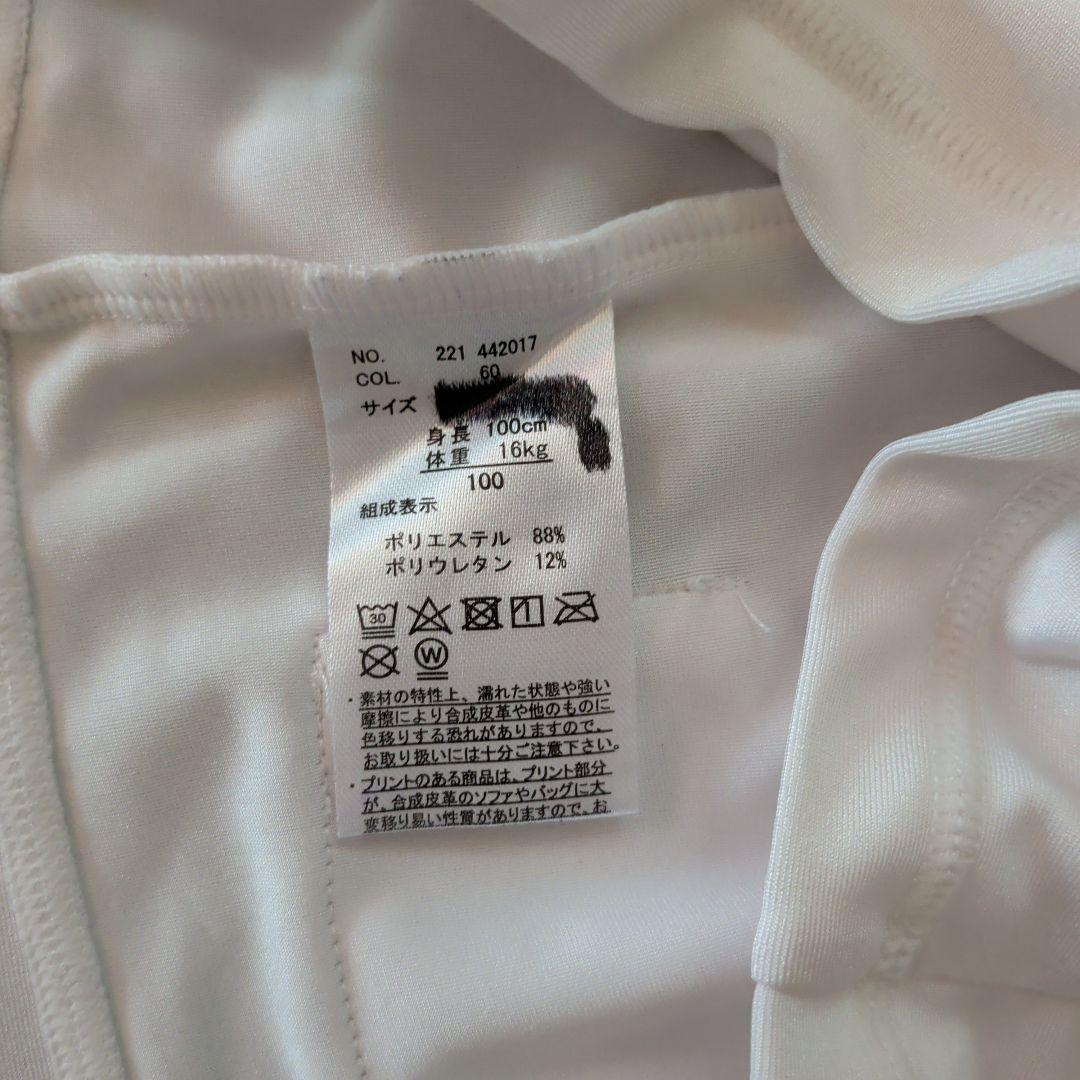 NO. 221 442017
COL. 60
サイズ
身長 100cm
体重 16kg
100
組成表示
ポリエステル 88%
ポリウレタン 12%
30
W
・素材の特性上、濡れた状態や強い
摩擦により合成皮革や他のものに
色移りする恐れがありますので、
お取り扱いには十分ご注意下さい。
・プリントのある商品は、プリント部分
が、合成皮革のソファやバッグに大
変移り易い性質がありますので、お